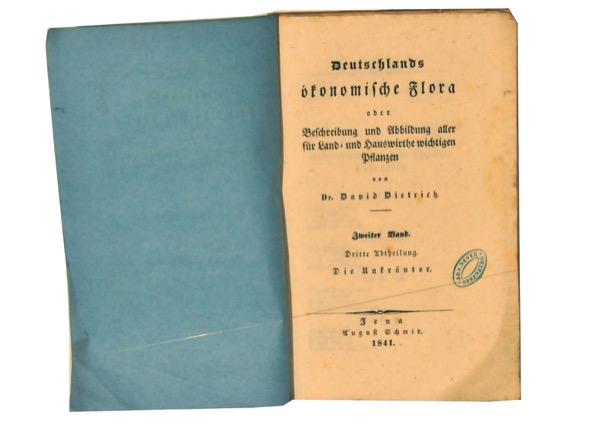 Deutschlands
ökonomische Flora
oder
Beschreibung und Abbildung aller
für Land- und Hauswirthe wichtigen
Pflanzen
von
Dr. David Dietrich.
Zweiter Band.
Dritte Abtheilung.
Die Unkräuter.
Jena
August Schmid.
1841.